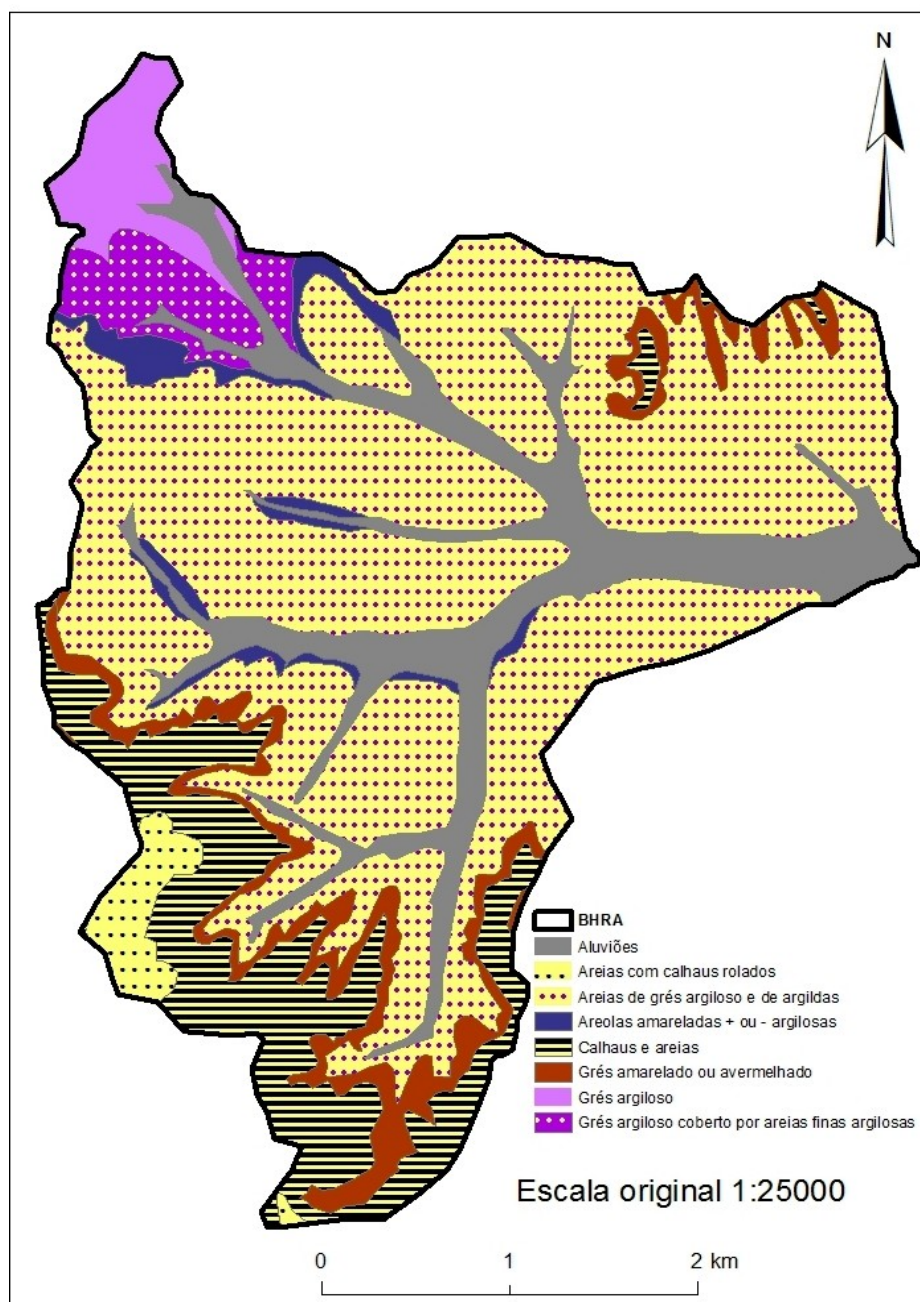 N
BHRA
Aluviões
Areias com calhaus rolados
Areias de grés argiloso e de argildas
Areolas amareladas + ou - argilosas
Calhaus e areias
Grés amarelado ou avermelhado
Grés argiloso
Grés argiloso coberto por areias finas argilosas
Escala original 1:25000
0 1 2 km